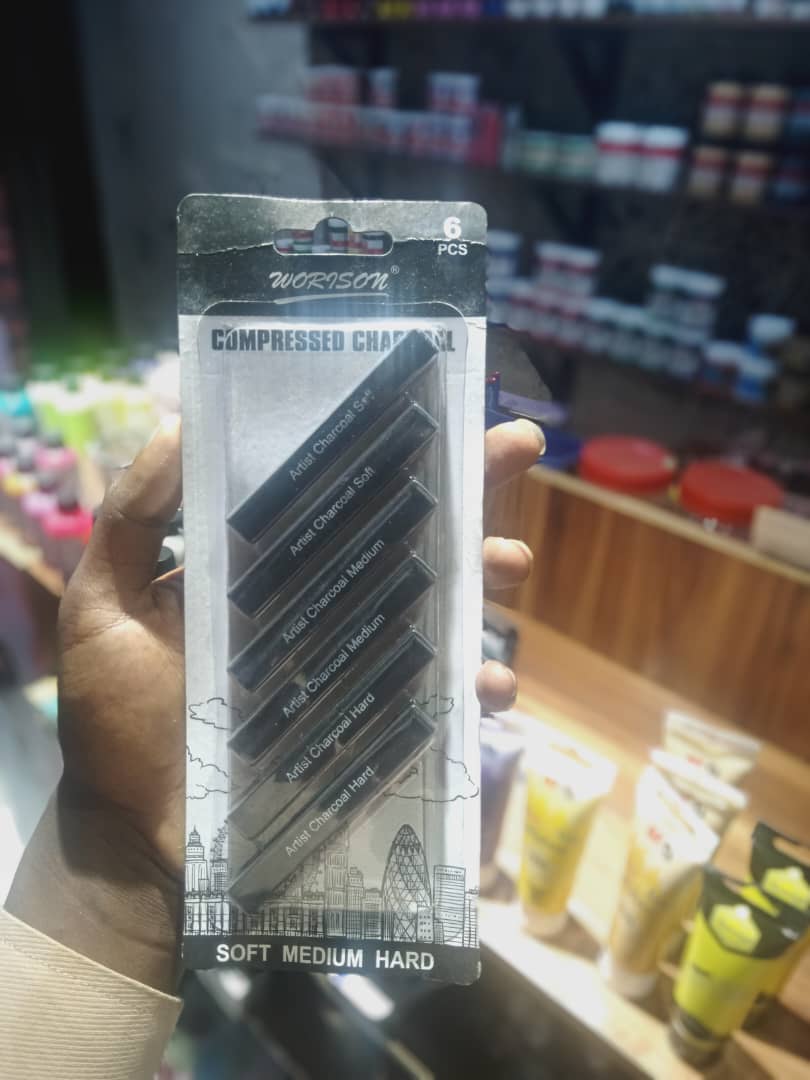 6
PCS
WORISON®
COMPRESSED CHARCOAL
Artist Charcoal Soft
Artist Charcoal Soft
Artist Charcoal Medium
Artist Charcoal Medium
Artist Charcoal Hard
Artist Charcoal Hard
SOFT MEDIUM HARD